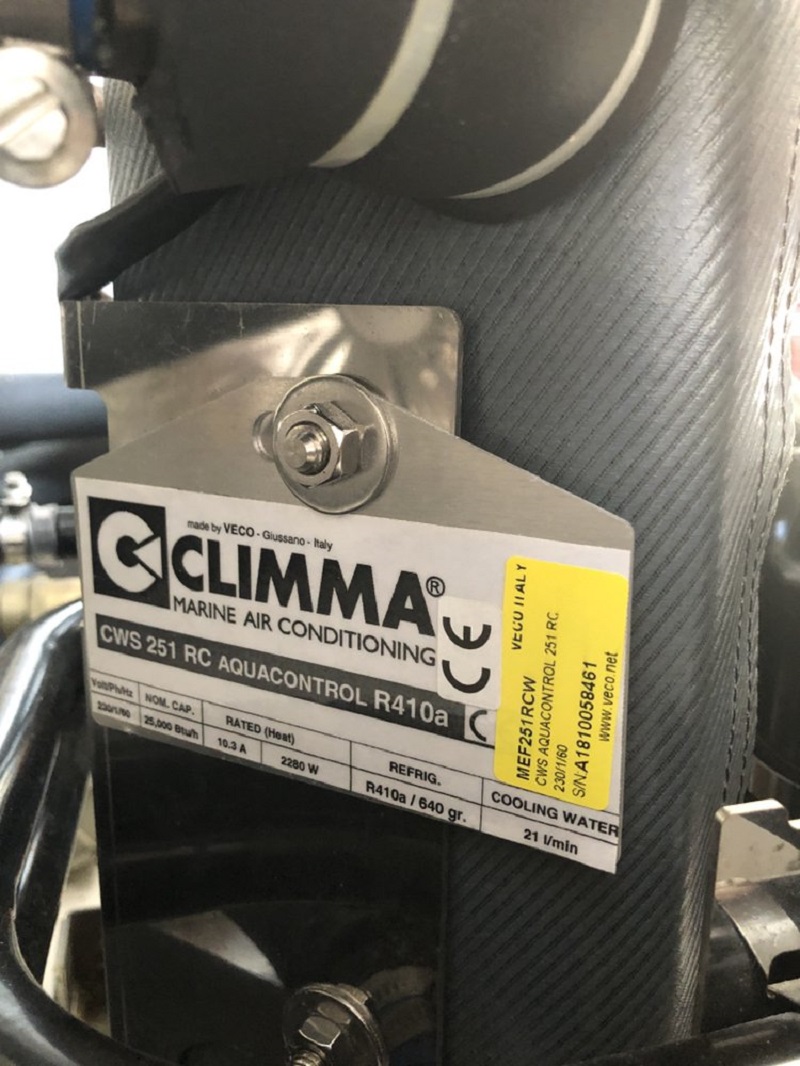 made by VECO - Giussano - Italy
CLIMMA®
MARINE AIR CONDITIONING
CE
CWS 251 RC AQUACONTROL R410a
Volt/Ph/Hz
230/1/60
NOM. CAP.
25,000 Btu/h
RATED (Heat)
10.3 A
2280 W
REFRIG.
R410a / 640 gr.
COOLING WATER
21 l/min
VECO ITALY
MEF251RCW
CWS AQUACONTROL 251 RC
230/1/60
S/N:A1810058461
www.veco.net